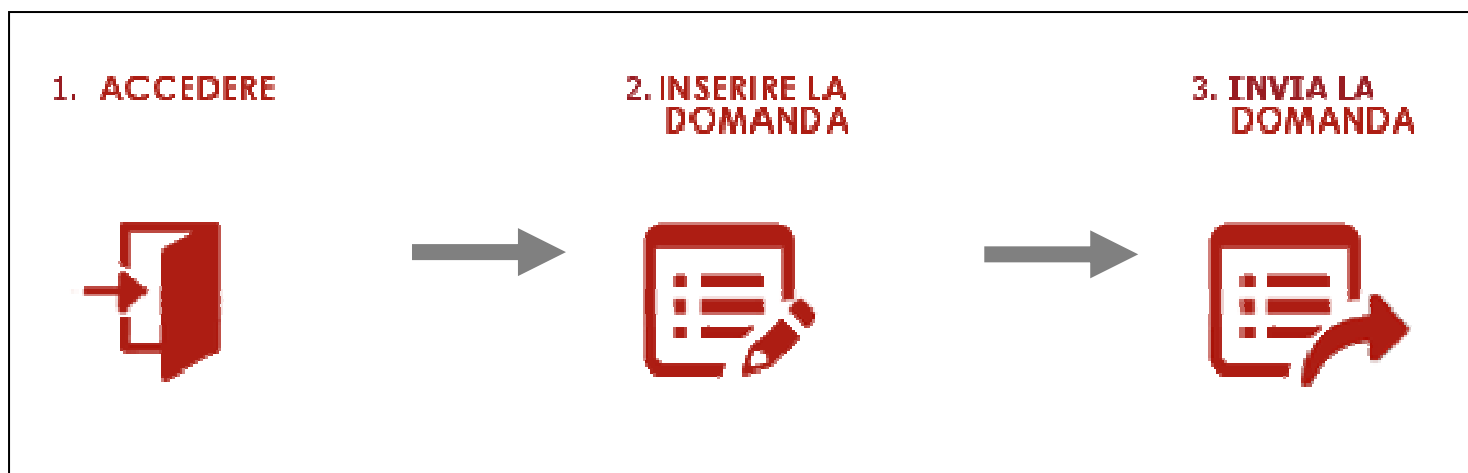 1. ACCEDERE
2. INSERIRE LA
DOMANDA
3. INVIA LA
DOMANDA